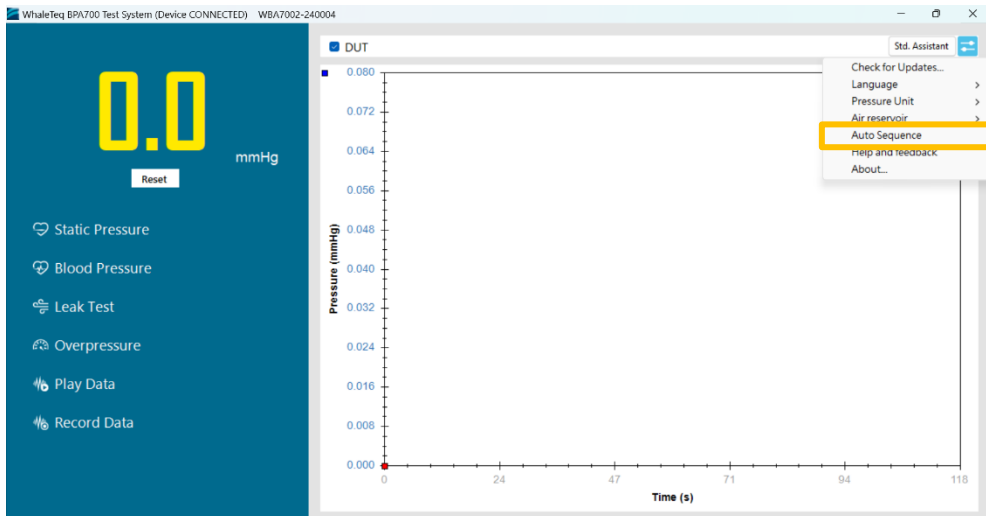 WhaleTeq BPA700 Test System (Device CONNECTED) WBA7002-240004
DUT
Std. Assistant
Check for Updates...
Language
Pressure Unit
Air reservoir
Auto Sequence
Help and feedback
About...
0.0
mmHg
Reset
Static Pressure
Blood Pressure
Leak Test
Overpressure
Play Data
Record Data
Pressure (mmHg)
0.080
0.072
0.064
0.056
0.048
0.040
0.032
0.024
0.016
0.008
0.000
0 24 47 71 94 118
Time (s)